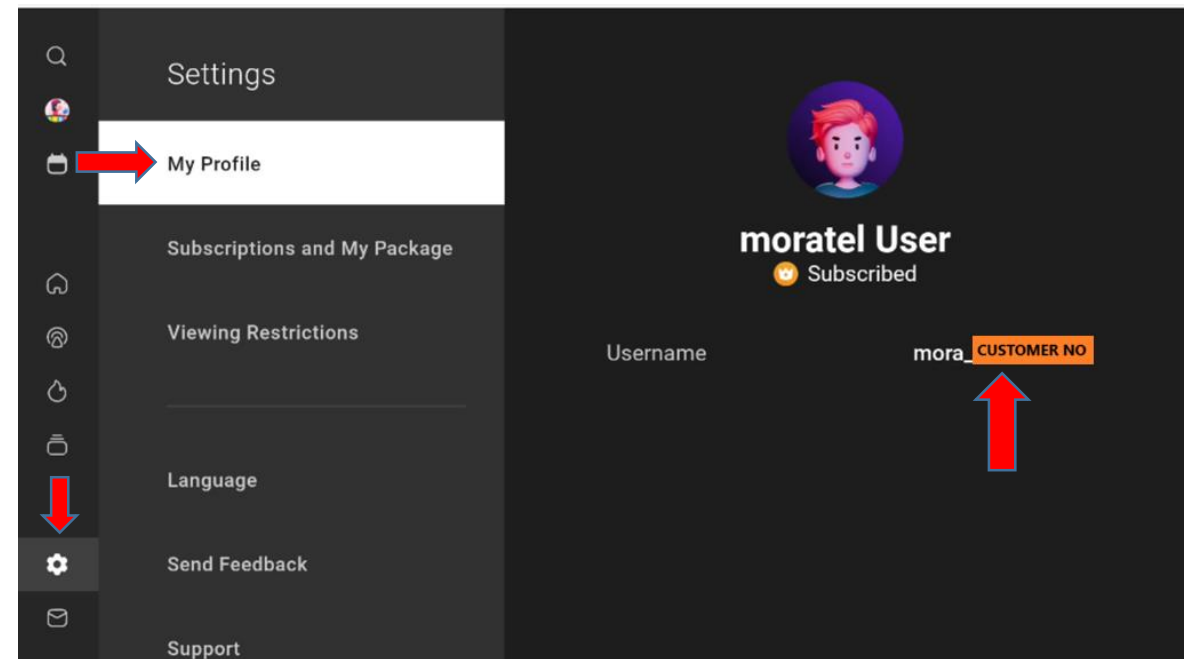 Settings
My Profile
Subscriptions and My Package
Viewing Restrictions
Language
Send Feedback
Support
moratel User
Subscribed
Username mora_ CUSTOMER NO